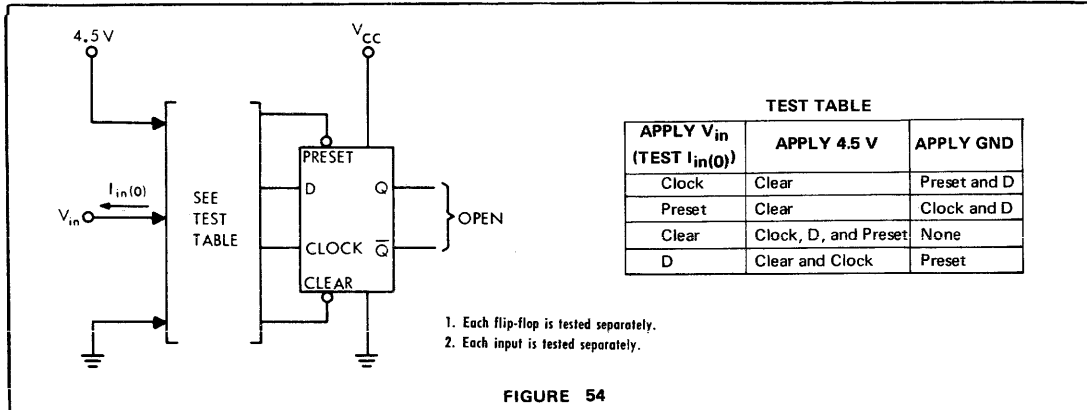 4.5 V
V_CC
I_in(0)
V_in
SEE
TEST
TABLE
PRESET
D
CLOCK
CLEAR
Q
Q̅
OPEN
1. Each flip-flop is tested separately.
2. Each input is tested separately.
TEST TABLE
APPLY V_in (TEST I_in(0)) APPLY 4.5 V APPLY GND
Clock Clear Preset and D
Preset Clear Clock and D
Clear Clock, D, and Preset None
D Clear and Clock Preset
FIGURE 54